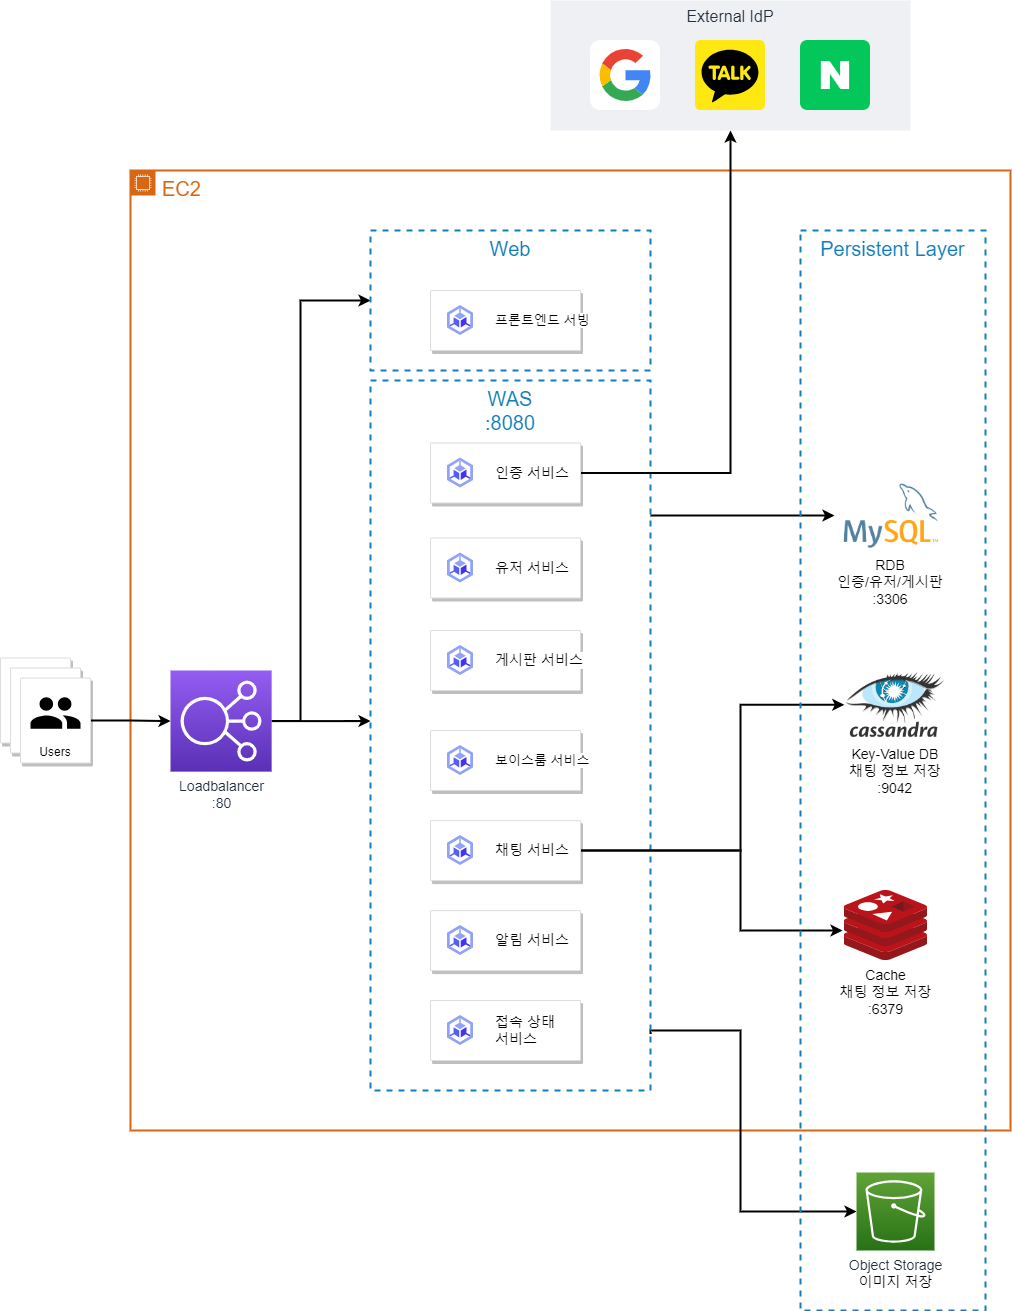 External IdP
TALK
N
EC2
Web
프론트엔드 서빙
WAS
:8080
인증 서비스
유저 서비스
게시판 서비스
보이스룸 서비스
채팅 서비스
알림 서비스
접속 상태
서비스
Users
Loadbalancer
:80
Persistent Layer
MySQL
RDB
인증/유저/게시판
:3306
cassandra
Key-Value DB
채팅 정보 저장
:9042
Cache
채팅 정보 저장
:6379
Object Storage
이미지 저장